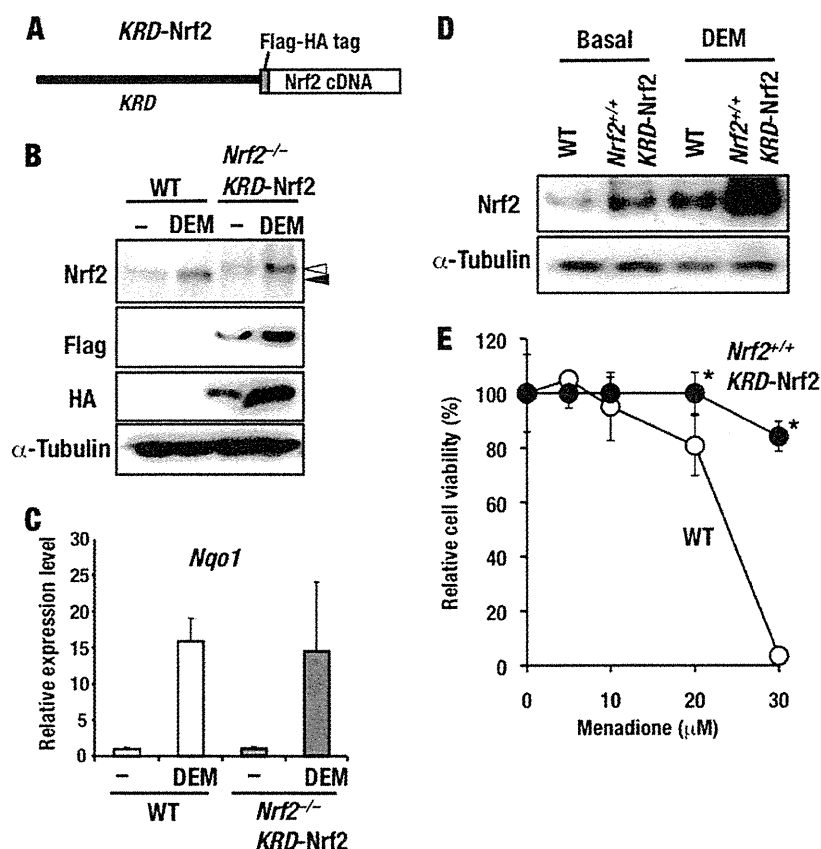 A
KRD-Nrf2
Flag-HA tag
Nrf2 cDNA
KRD
B
Nrf2–/–
WT KRD-Nrf2
– DEM – DEM
Nrf2
Flag
HA
α-Tubulin
C
Relative expression level
Nqo1
30
25
20
15
10
5
0
– DEM – DEM
WT Nrf2–/–
KRD-Nrf2
D
Basal DEM
WT Nrf2+/+ KRD-Nrf2 WT Nrf2+/+ KRD-Nrf2
Nrf2
α-Tubulin
E
Relative cell viability (%)
120
100
80
60
40
20
0
Nrf2+/+
* KRD-Nrf2
*
WT
0 10 20 30
Menadione (μM)